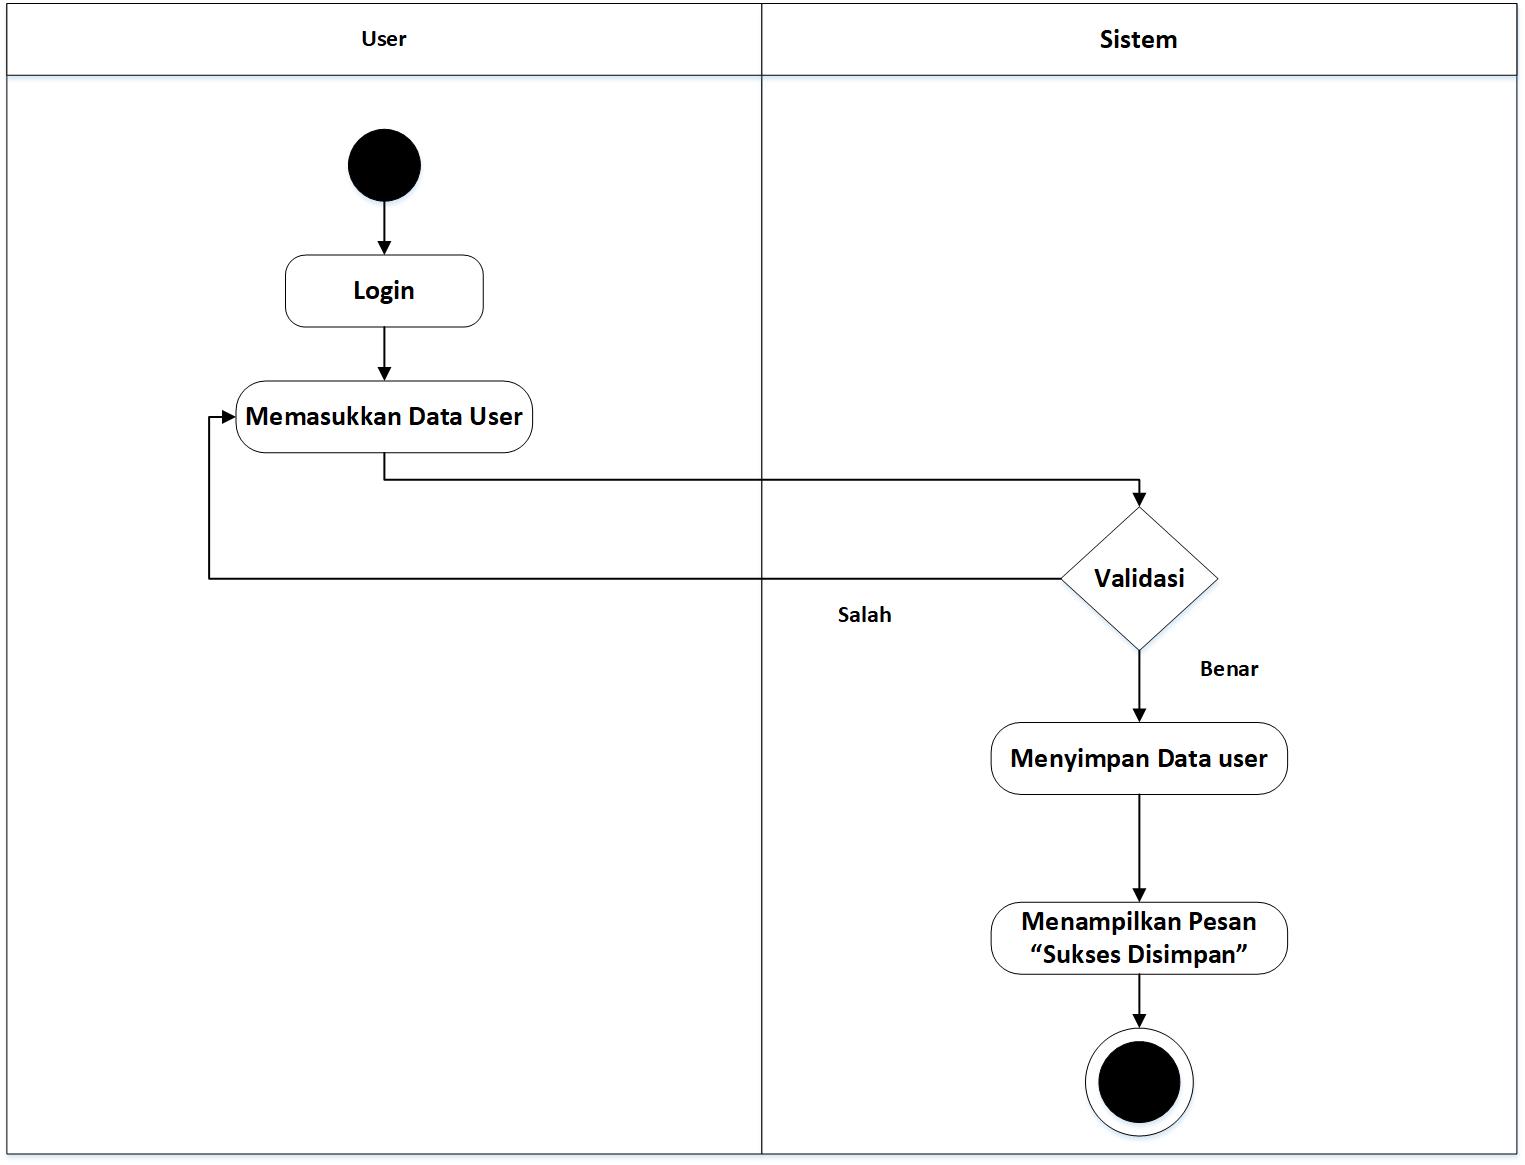 User
Sistem
Login
Memasukkan Data User
Validasi
Salah
Benar
Menyimpan Data user
Menampilkan Pesan
“Sukses Disimpan”